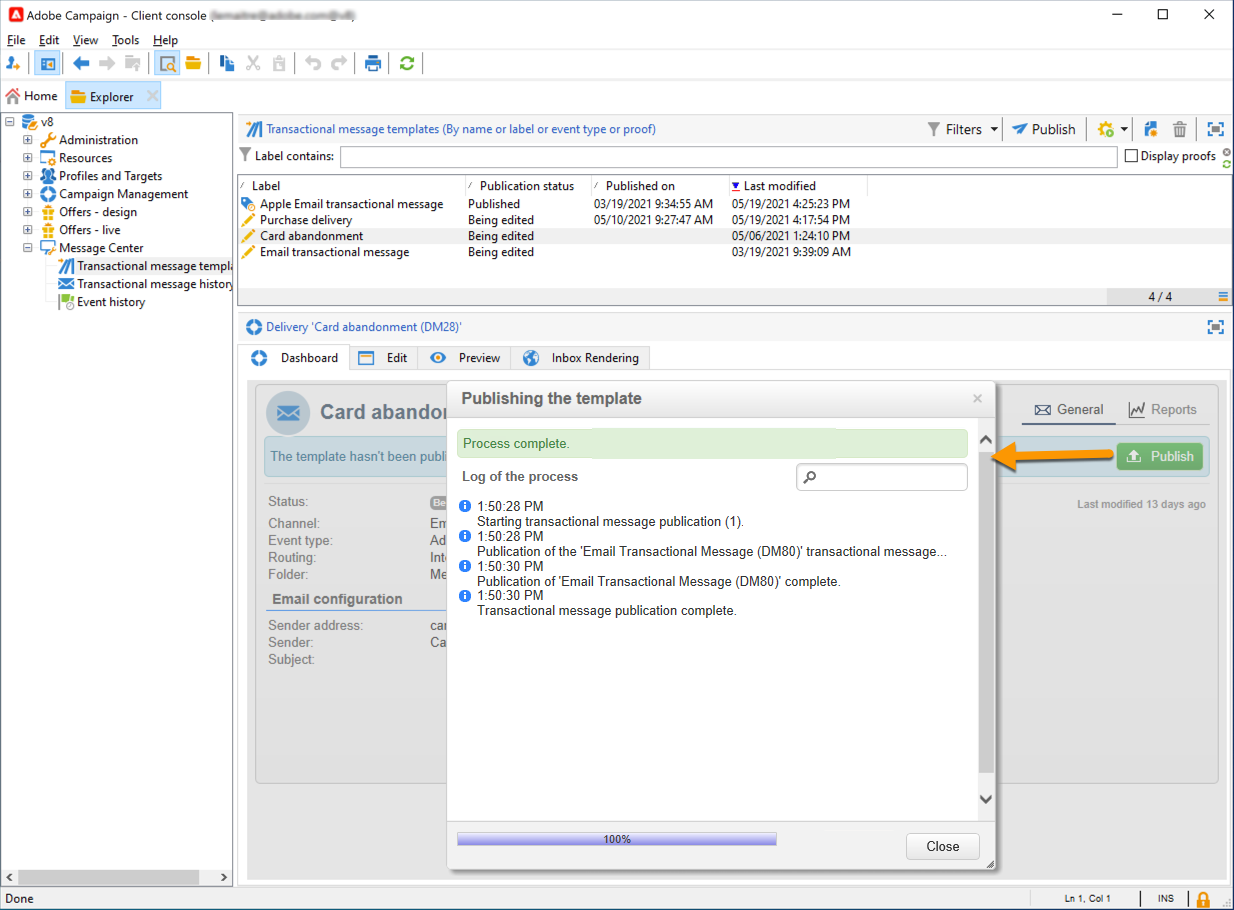 Adobe Campaign - Client console
File Edit View Tools Help
Home Explorer
v8
Administration
Resources
Profiles and Targets
Campaign Management
Offers - design
Offers - live
Message Center
Transactional message templa
Transactional message history
Event history
Transactional message templates (By name or label or event type or proof)
Filters Publish
Label contains: Display proofs
Label Publication status Published on Last modified
Apple Email transactional message Published 03/19/2021 9:34:55 AM 05/19/2021 4:25:23 PM
Purchase delivery Being edited 05/10/2021 9:27:47 AM 05/19/2021 4:17:54 PM
Card abandonment Being edited 05/06/2021 1:24:10 PM
Email transactional message Being edited 03/19/2021 9:39:09 AM
4 / 4
Delivery 'Card abandonment (DM28)'
Dashboard Edit Preview Inbox Rendering
Card abandon
General Reports
The template hasn't been publi
Publish
Last modified 13 days ago
Status: Be
Channel: Em
Event type: Ad
Routing: Inte
Folder: Me
Email configuration
Sender address: car
Sender: Ca
Subject:
Publishing the template
Process complete.
Log of the process
1:50:28 PM
Starting transactional message publication (1).
1:50:28 PM
Publication of the 'Email Transactional Message (DM80)' transactional message...
1:50:30 PM
Publication of 'Email Transactional Message (DM80)' complete.
1:50:30 PM
Transactional message publication complete.
100%
Close
Done
Ln 1, Col 1 INS